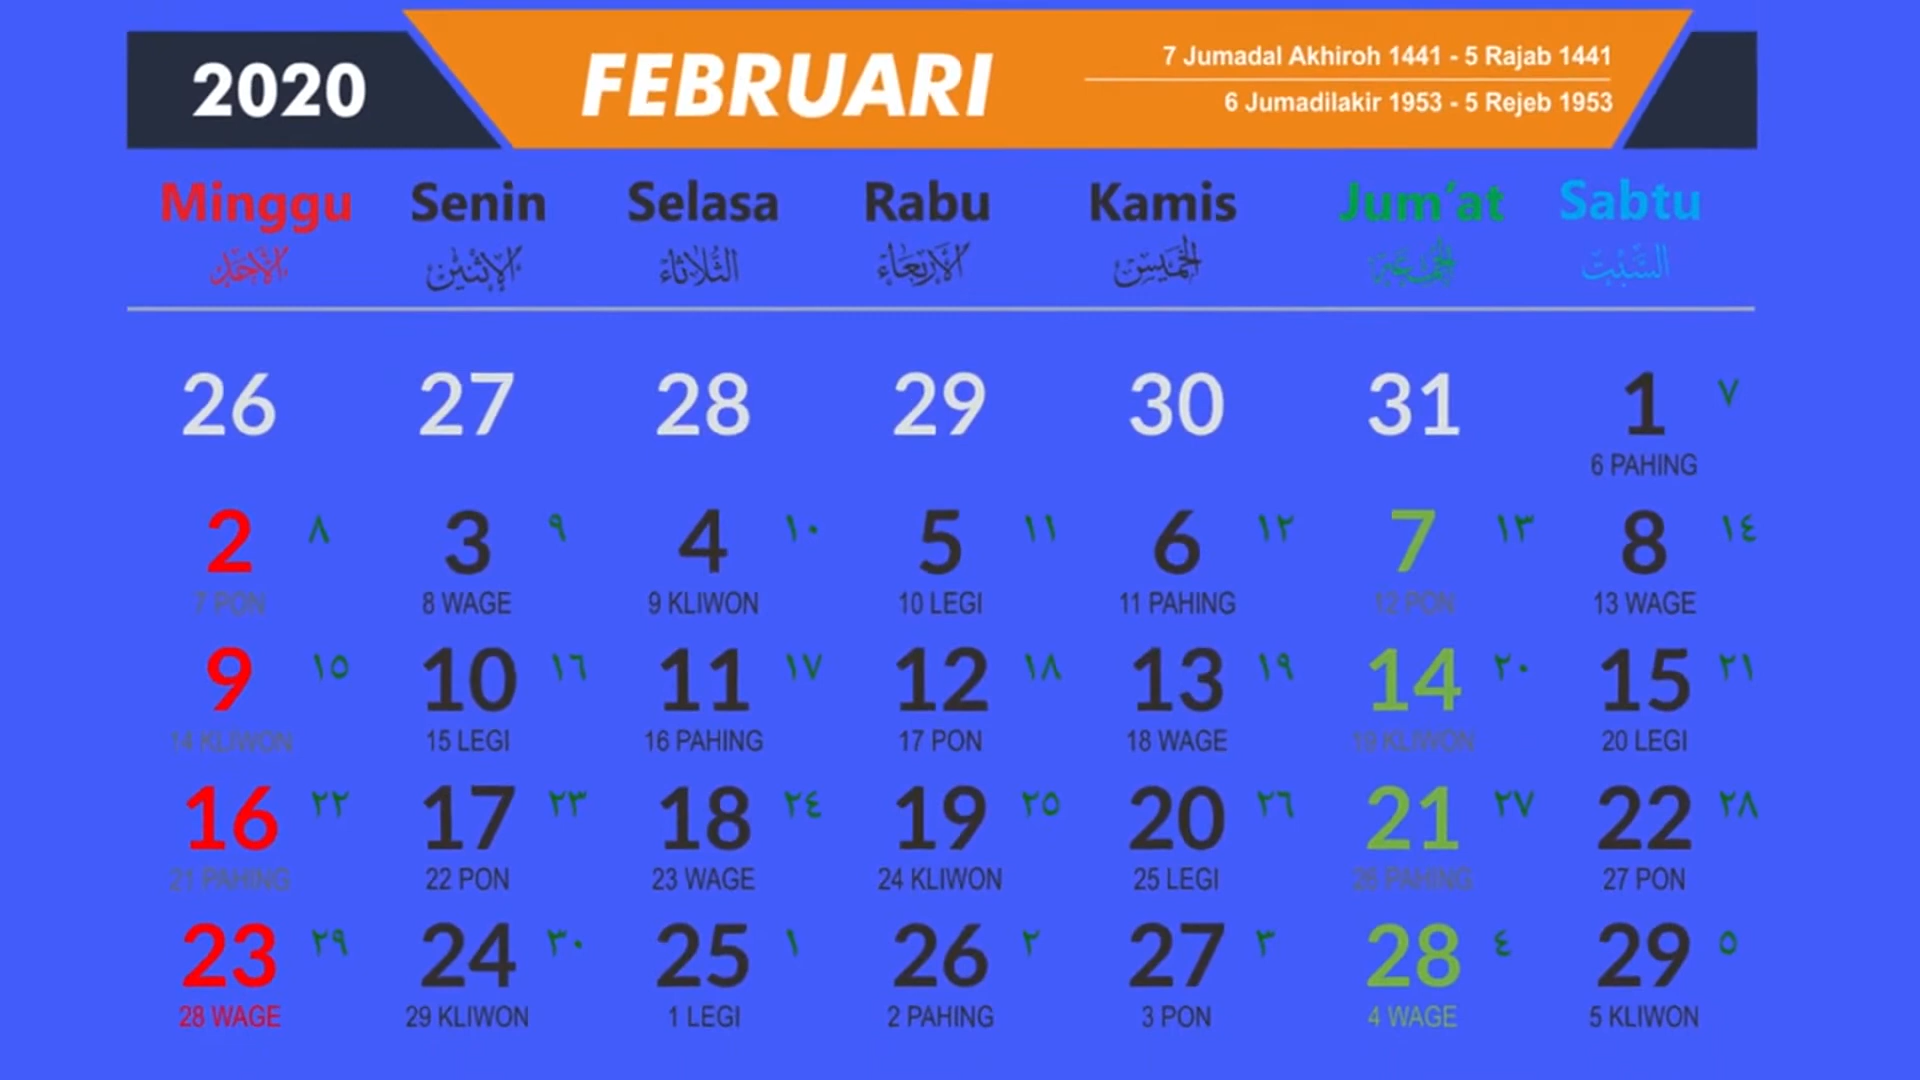 2020 FEBRUARI
7 Jumadal Akhiroh 1441 - 5 Rajab 1441
6 Jumadilakir 1953 - 5 Rejeb 1953
Minggu Senin Selasa Rabu Kamis Jum'at Sabtu
الأحد الإثنين الثلاثاء الأربعاء الخميس الجمعة السبت
26 27 28 29 30 31 1 ٧
6 PAHING
2 ٨ 3 ٩ 4 ١٠ 5 ١١ 6 ١٢ 7 ١٣ 8 ١٤
7 PON 8 WAGE 9 KLIWON 10 LEGI 11 PAHING 12 PON 13 WAGE
9 ١٥ 10 ١٦ 11 ١٧ 12 ١٨ 13 ١٩ 14 ٢٠ 15 ٢١
14 KLIWON 15 LEGI 16 PAHING 17 PON 18 WAGE 19 KLIWON 20 LEGI
16 ٢٢ 17 ٢٣ 18 ٢٤ 19 ٢٥ 20 ٢٦ 21 ٢٧ 22 ٢٨
21 PAHING 22 PON 23 WAGE 24 KLIWON 25 LEGI 26 PAHING 27 PON
23 ٢٩ 24 ٣٠ 25 ١ 26 ٢ 27 ٣ 28 ٤ 29 ٥
28 WAGE 29 KLIWON 1 LEGI 2 PAHING 3 PON 4 WAGE 5 KLIWON